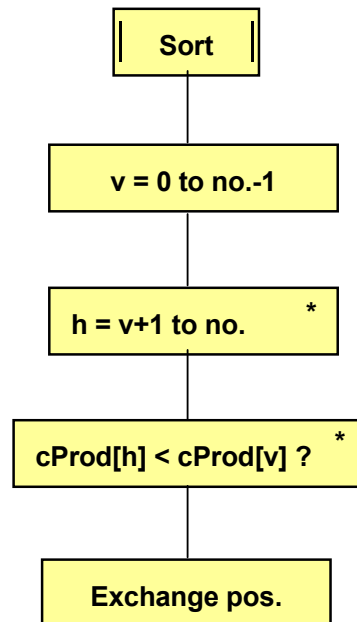 Sort
v = 0 to no.-1
h = v+1 to no. *
cProd[h] < cProd[v] ? *
Exchange pos.